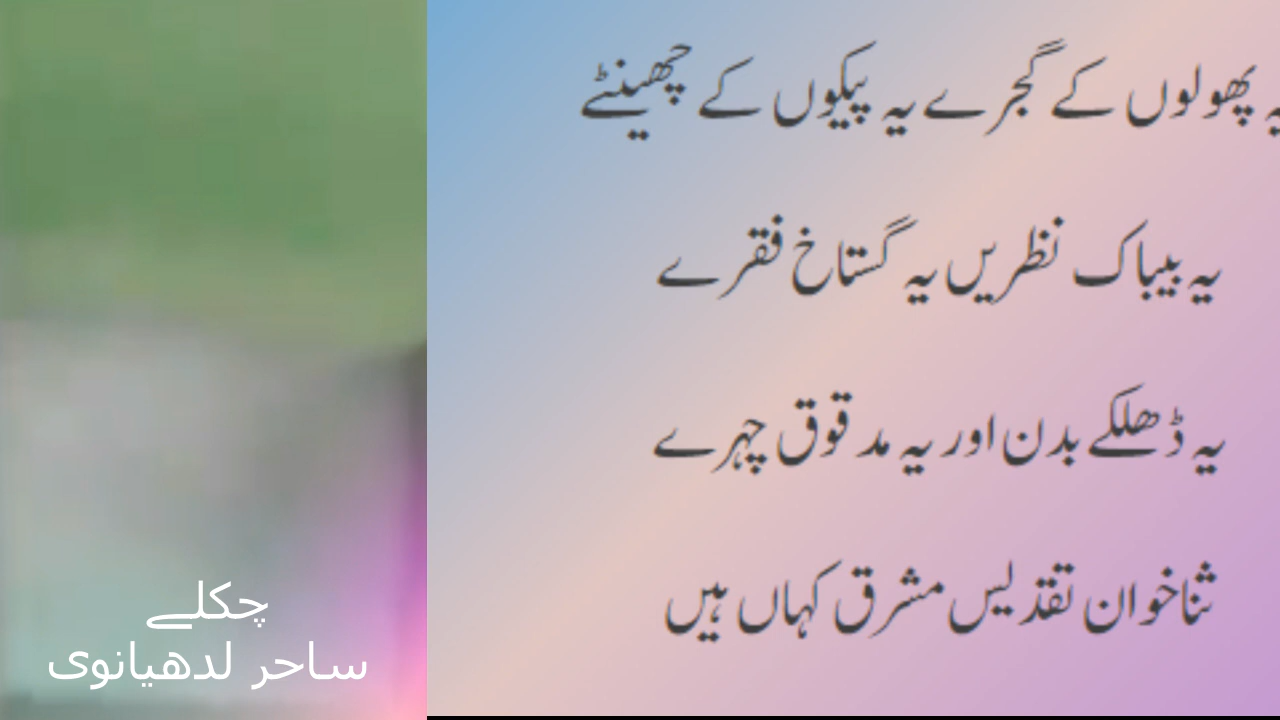 یہ پھولوں کے گجرے یہ پیکوں کے چھینٹے
یہ بیباک نظریں یہ گستاخ فقرے
یہ ڈھلکے بدن اور یہ مدقوق چہرے
ثناخوان تقدیس مشرق کہاں ہیں
چکلے
ساحر لدھیانوی